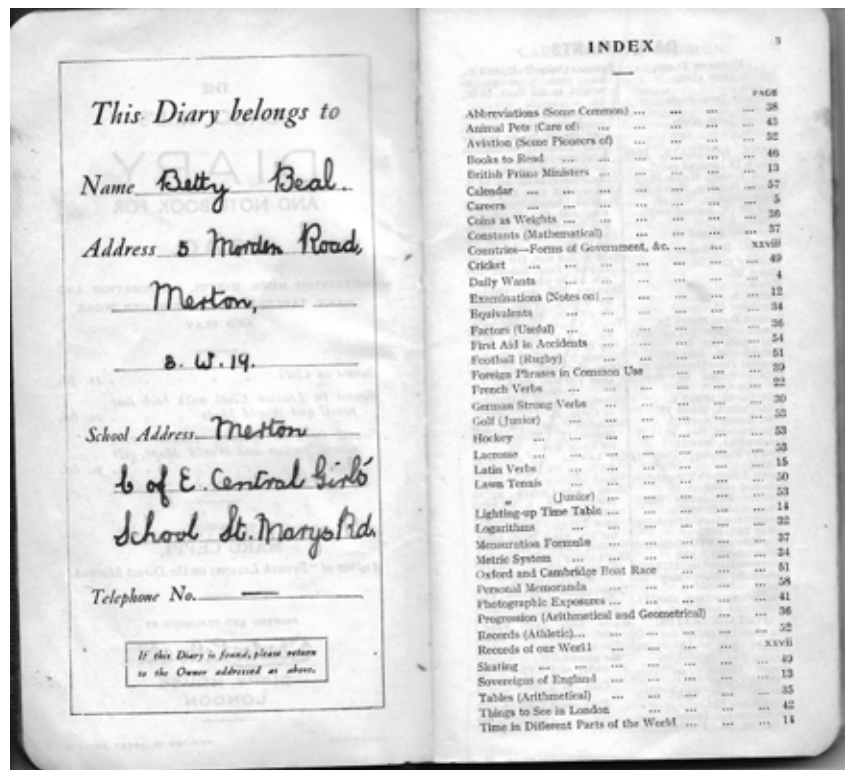 This Diary belongs to
Name Betty Beal.
Address 5 Morden Road,
Merton,
S.W.19.
School Address Merton
C of E. Central Girls'
School St. Marys Rd.
Telephone No. —
If this Diary is found, please return
to the Owner addressed as above.
INDEX 3
PAGE
Abbreviations (Some Common) ... ... ... ... 38
Animal Pets (Care of) ... ... ... ... ... 43
Aviation (Some Pioneers of) ... ... ... ... 52
Books to Read ... ... ... ... ... ... 46
British Prime Ministers ... ... ... ... ... 13
Calendar ... ... ... ... ... ... ... 57
Careers ... ... ... ... ... ... ... 5
Coins as Weights ... ... ... ... ... ... 36
Constants (Mathematical) ... ... ... ... 37
Countries—Forms of Government, &c. ... ... xxviii
Cricket ... ... ... ... ... ... ... 49
Daily Wants ... ... ... ... ... ... 4
Examinations (Notes on) ... ... ... ... ... 12
Equivalents ... ... ... ... ... ... 34
Factors (Useful) ... ... ... ... ... ... 36
First Aid in Accidents ... ... ... ... ... 54
Football (Rugby) ... ... ... ... ... ... 51
Foreign Phrases in Common Use ... ... ... 39
French Verbs ... ... ... ... ... ... 22
German Strong Verbs ... ... ... ... ... 30
Golf (Junior) ... ... ... ... ... ... 53
Hockey ... ... ... ... ... ... ... 53
Lacrosse ... ... ... ... ... ... ... 53
Latin Verbs ... ... ... ... ... ... 15
Lawn Tennis ... ... ... ... ... ... 50
„ (Junior) ... ... ... ... ... 53
Lighting-up Time Table ... ... ... ... ... 14
Logarithms ... ... ... ... ... ... 32
Mensuration Formulæ ... ... ... ... ... 37
Metric System ... ... ... ... ... ... 34
Oxford and Cambridge Boat Race ... ... ... 51
Personal Memoranda ... ... ... ... ... 58
Photographic Exposures ... ... ... ... ... 41
Progression (Arithmetical and Geometrical) ... ... 36
Records (Athletic)... ... ... ... ... ... 52
Records of our World ... ... ... ... ... xxvii
Skating ... ... ... ... ... ... ... 49
Sovereigns of England ... ... ... ... ... 13
Tables (Arithmetical) ... ... ... ... ... 35
Things to See in London ... ... ... ... 42
Time in Different Parts of the World ... ... ... 14